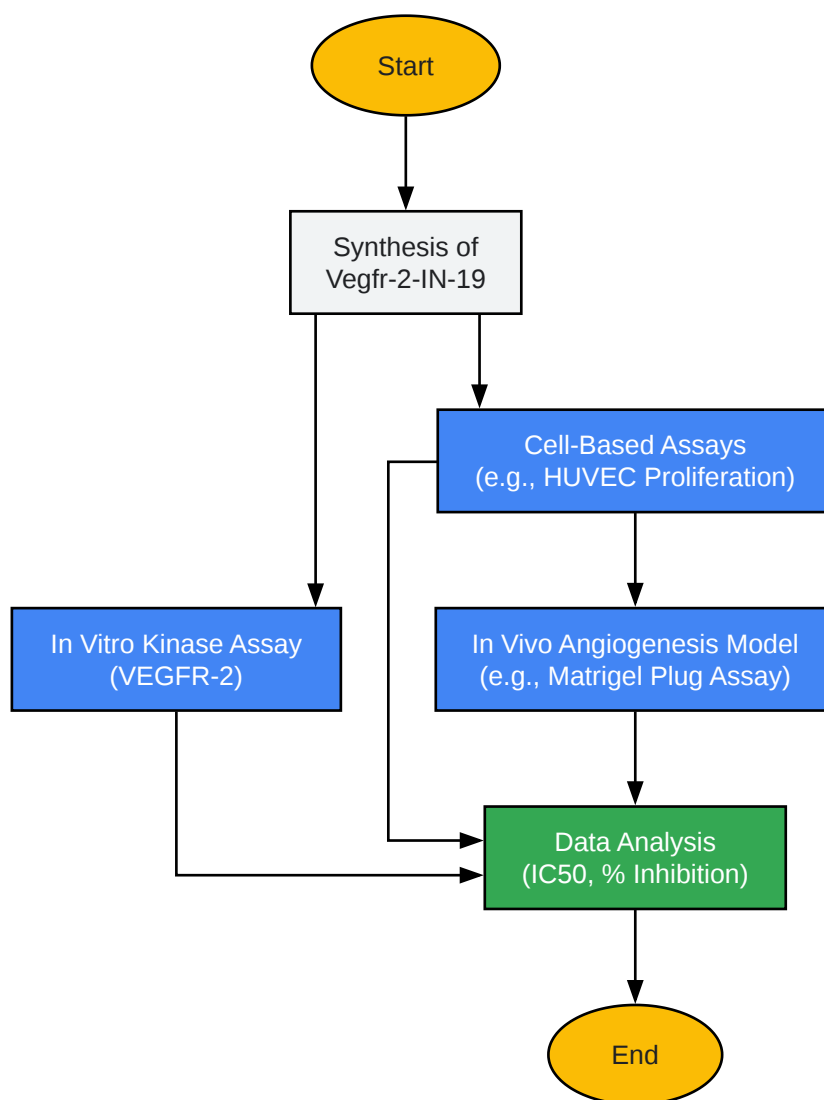 Start
Synthesis of
Vegfr-2-IN-19
Cell-Based Assays
(e.g., HUVEC Proliferation)
In Vitro Kinase Assay
(VEGFR-2)
In Vivo Angiogenesis Model
(e.g., Matrigel Plug Assay)
Data Analysis
(IC50, % Inhibition)
End